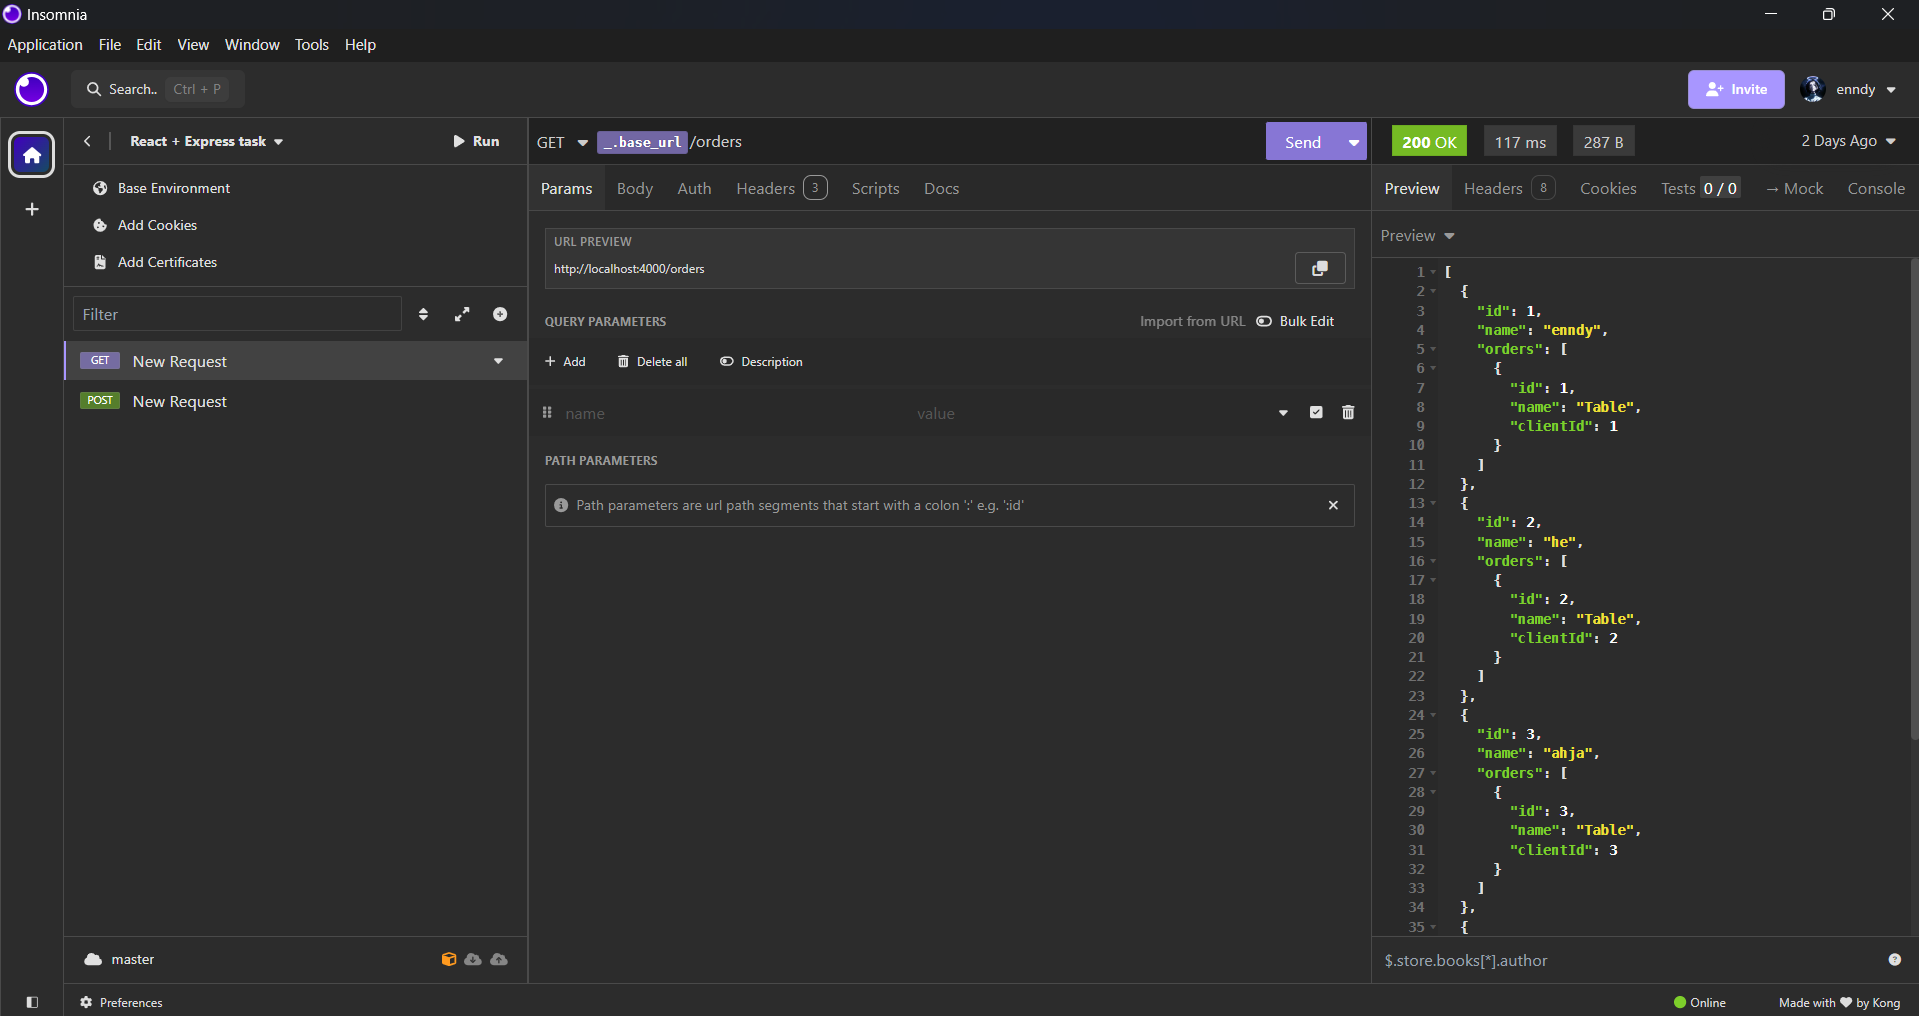 Insomnia
Application File Edit View Window Tools Help
Search.. Ctrl + P
Invite
enndy
React + Express task
Run
Base Environment
Add Cookies
Add Certificates
Filter
GET New Request
POST New Request
master
Preferences
GET _.base_url /orders
Send
Params Body Auth Headers 3 Scripts Docs
URL PREVIEW
http://localhost:4000/orders
QUERY PARAMETERS
Import from URL Bulk Edit
+ Add Delete all Description
name value
PATH PARAMETERS
Path parameters are url path segments that start with a colon ':' e.g. ':id'
200 OK 117 ms 287 B 2 Days Ago
Preview Headers 8 Cookies Tests 0 / 0 → Mock Console
Preview
1 [
2 {
3 "id": 1,
4 "name": "enndy",
5 "orders": [
6 {
7 "id": 1,
8 "name": "Table",
9 "clientId": 1
10 }
11 ]
12 },
13 {
14 "id": 2,
15 "name": "he",
16 "orders": [
17 {
18 "id": 2,
19 "name": "Table",
20 "clientId": 2
21 }
22 ]
23 },
24 {
25 "id": 3,
26 "name": "ahja",
27 "orders": [
28 {
29 "id": 3,
30 "name": "Table",
31 "clientId": 3
32 }
33 ]
34 },
35 {
$.store.books[*].author
Online
Made with ♥ by Kong